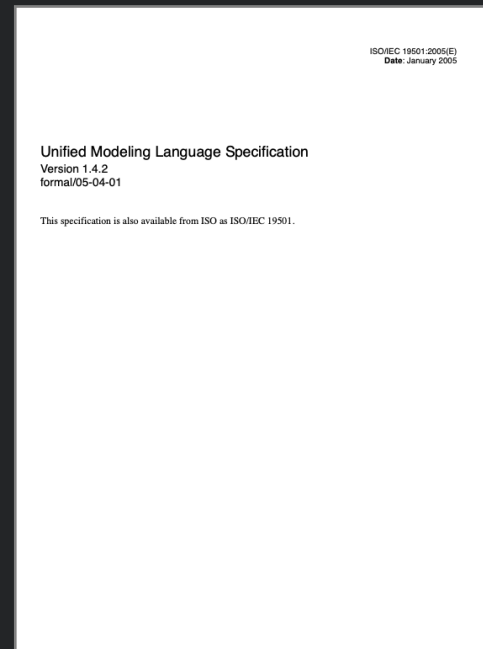 ISO/IEC 19501:2005(E)
Date: January 2005
Unified Modeling Language Specification
Version 1.4.2
formal/05-04-01
This specification is also available from ISO as ISO/IEC 19501.